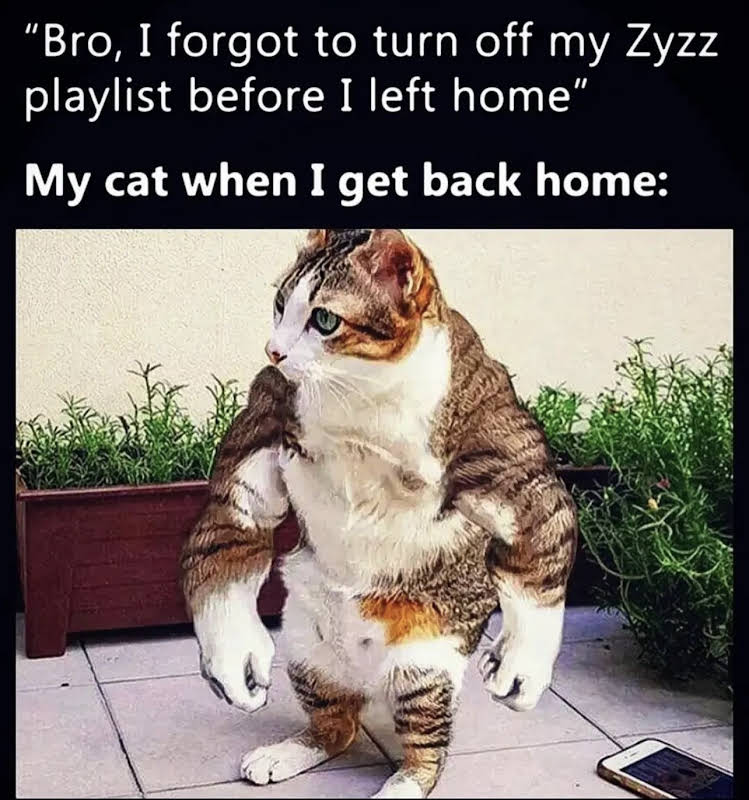 “Bro, I forgot to turn off my Zyzz
playlist before I left home”
My cat when I get back home: